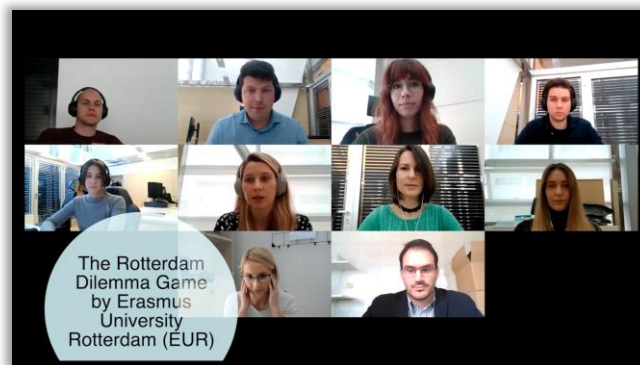 The Rotterdam
Dilemma Game
by Erasmus
University
Rotterdam (EUR)